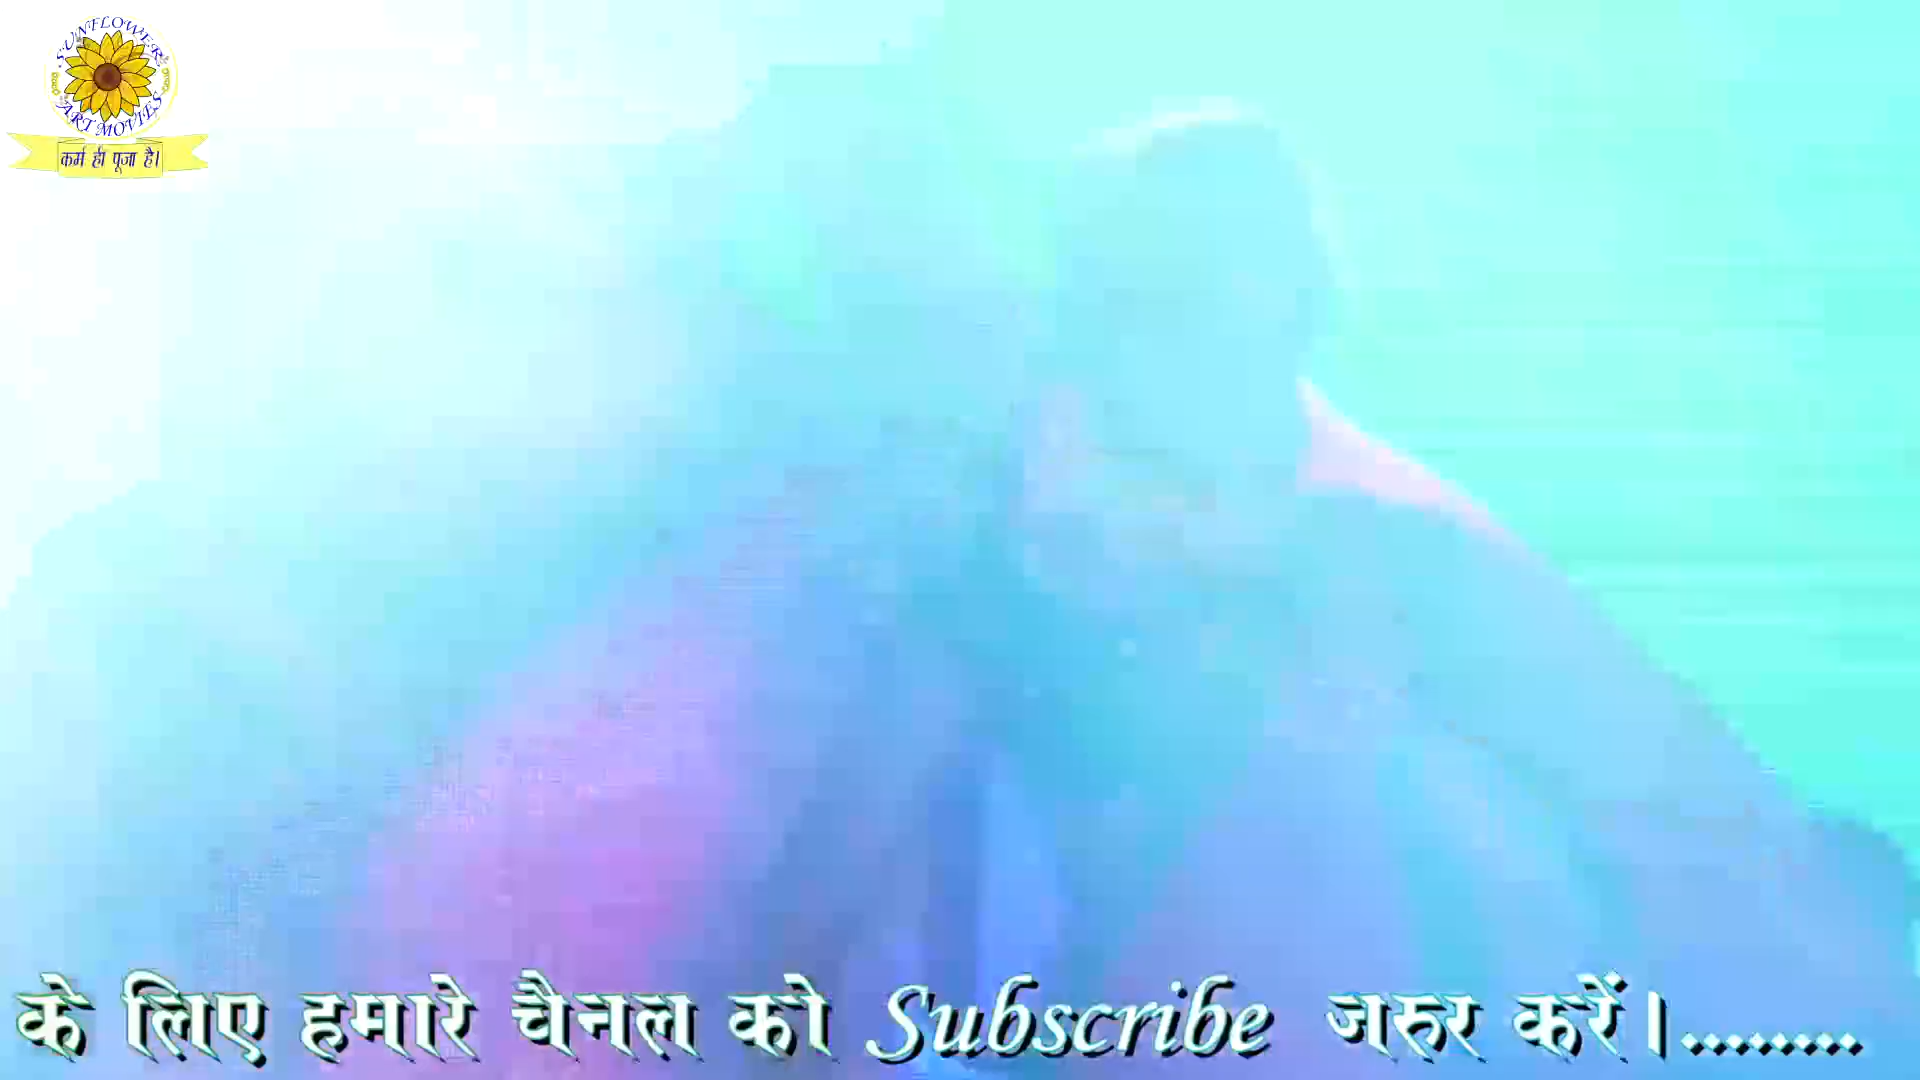 SUNFLOWER
ART MOVIES
कर्म ही पूजा है।
के लिए हमारे चैनल को Subscribe जरुर करें।........